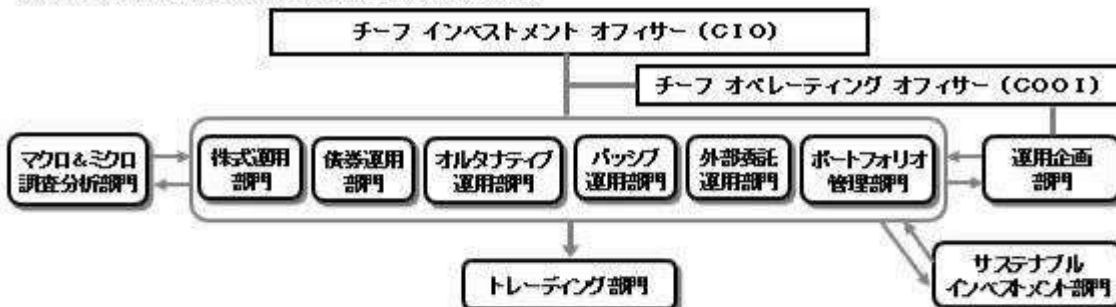 チーフ インベストメント オフィサー (CIO)
チーフ オペレーティング オフィサー (COOI)
マクロ&ミクロ
調査分析部門
株式運用
部門
債券運用
部門
オルタナティブ
運用部門
パッシブ
運用部門
外部委託
運用部門
ポートフォリオ
管理部門
運用企画
部門
トレーディング部門
サステナブル
インベストメント部門